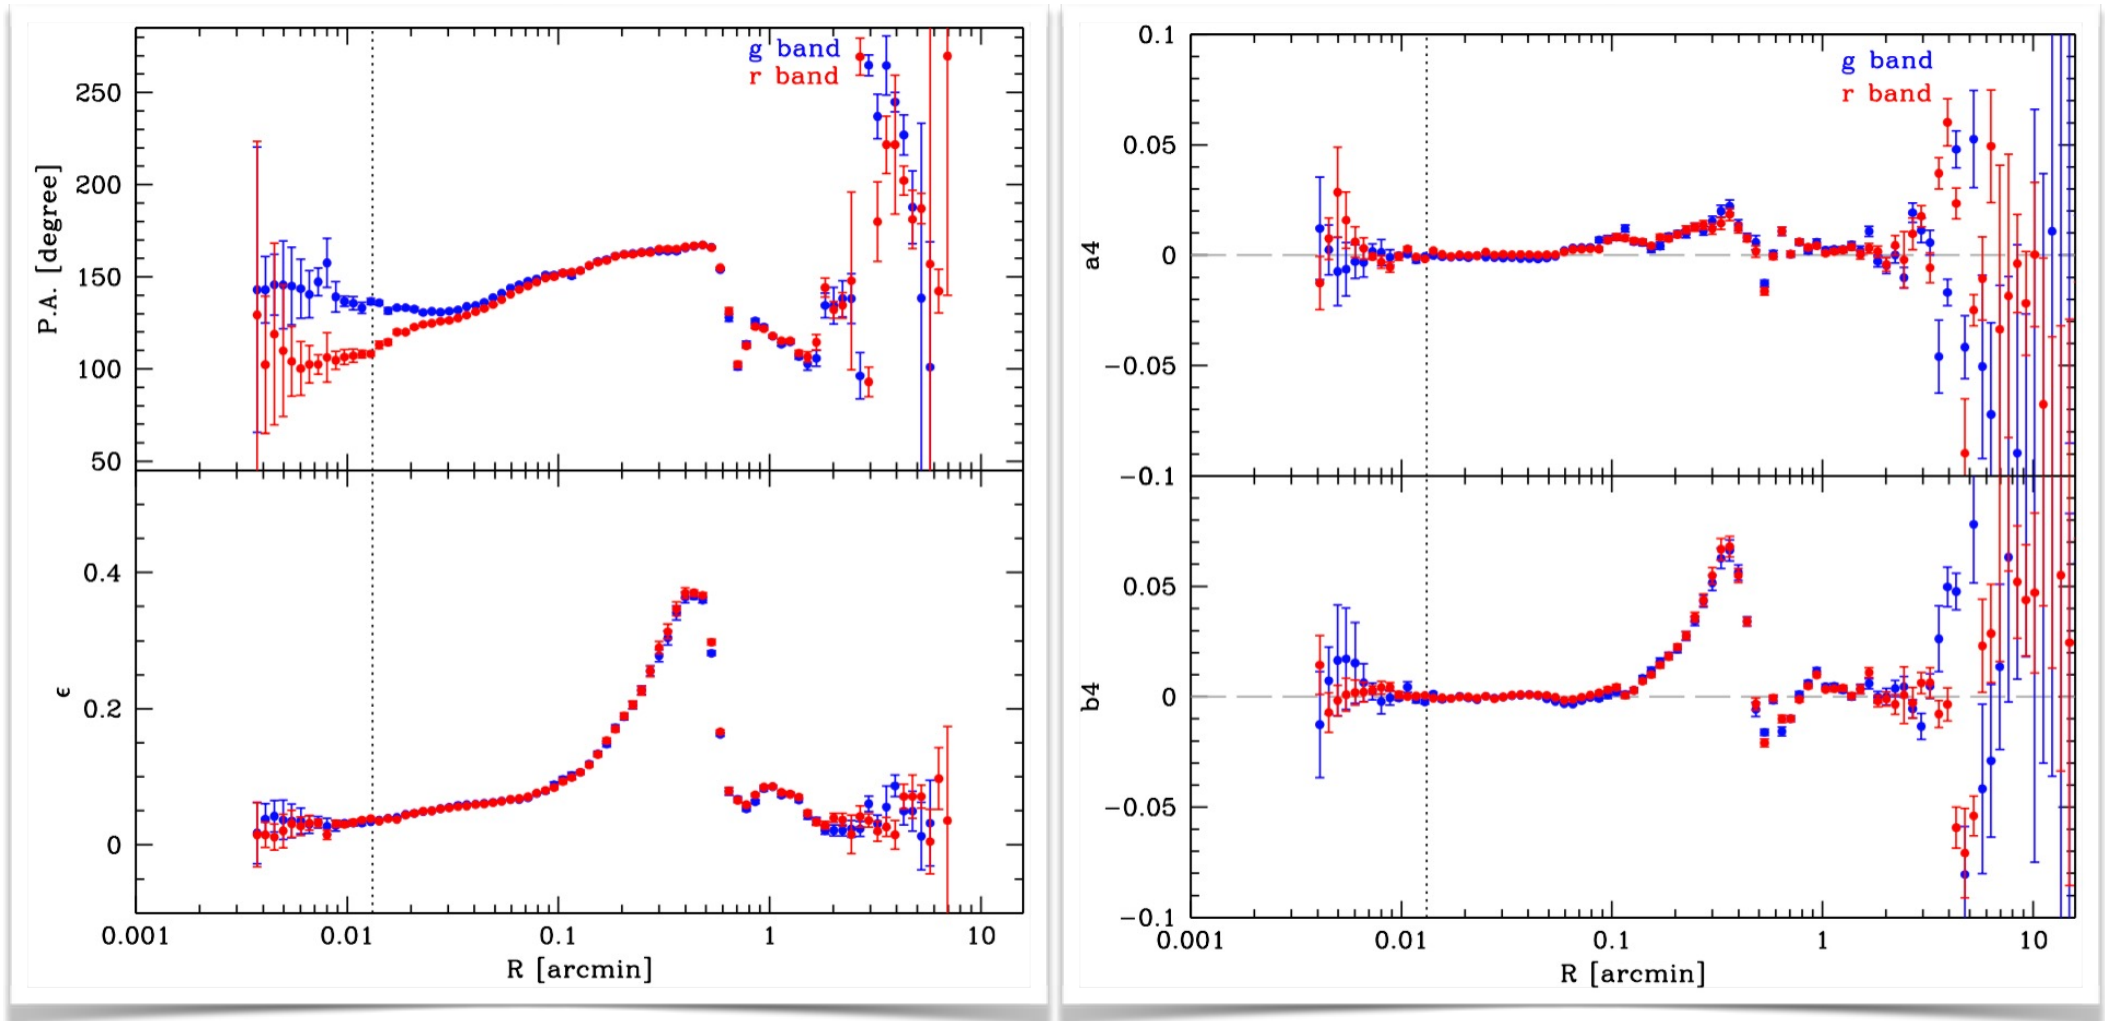 g band
r band
250
200
150
100
50
P.A. [degree]
0.4
0.2
0
ϵ
0.001 0.01 0.1 1 10
R [arcmin]
0.1
g band
r band
0.05
0
−0.05
−0.1
a4
0.05
0
−0.05
−0.1
b4
0.001 0.01 0.1 1 10
R [arcmin]